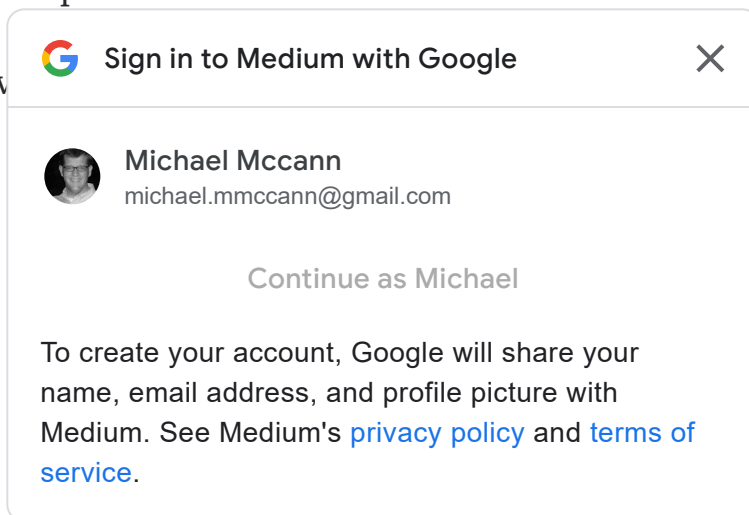 Sign in to Medium with Google
Michael Mccann
michael.mmccann@gmail.com
Continue as Michael
To create your account, Google will share your
name, email address, and profile picture with
Medium. See Medium's privacy policy and terms of
service.